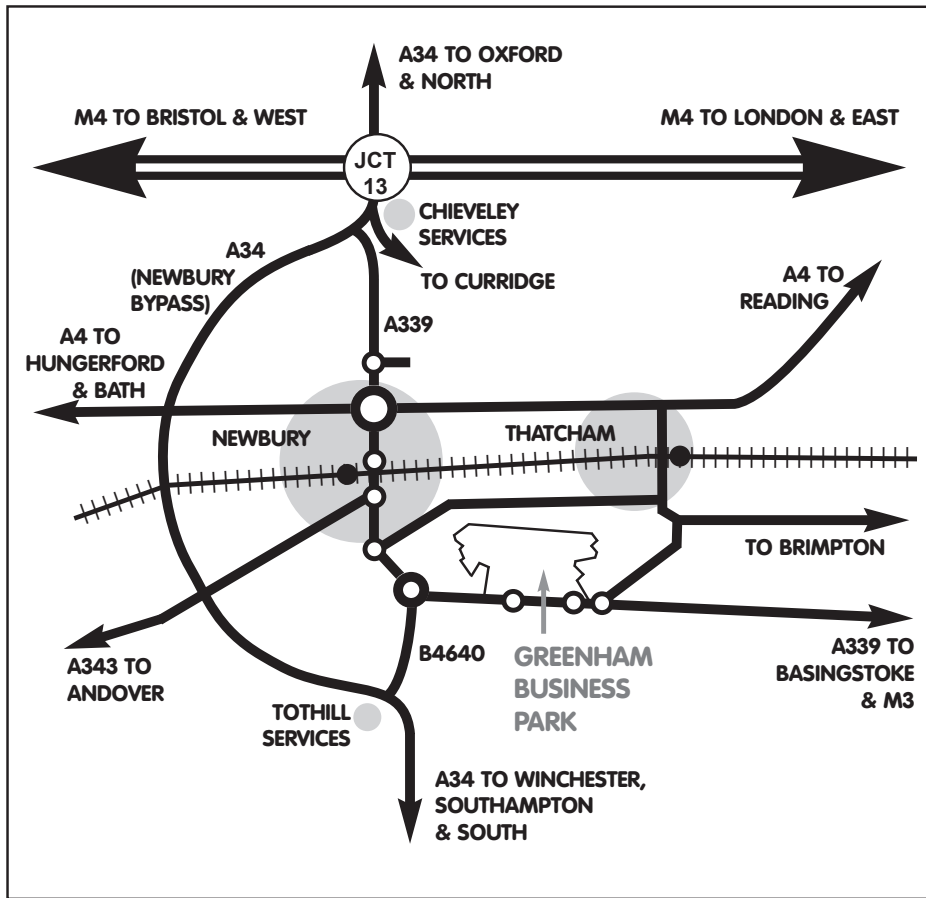 A34 TO OXFORD
& NORTH
M4 TO BRISTOL & WEST
M4 TO LONDON & EAST
JCT
13
CHIEVELEY
SERVICES
A34
(NEWBURY
BYPASS)
TO CURRIDGE
A4 TO
READING
A339
A4 TO
HUNGERFORD
& BATH
NEWBURY
THATCHAM
TO BRIMPTON
A343 TO
ANDOVER
B4640
GREENHAM
BUSINESS
PARK
A339 TO
BASINGSTOKE
& M3
TOTHILL
SERVICES
A34 TO WINCHESTER,
SOUTHAMPTON
& SOUTH